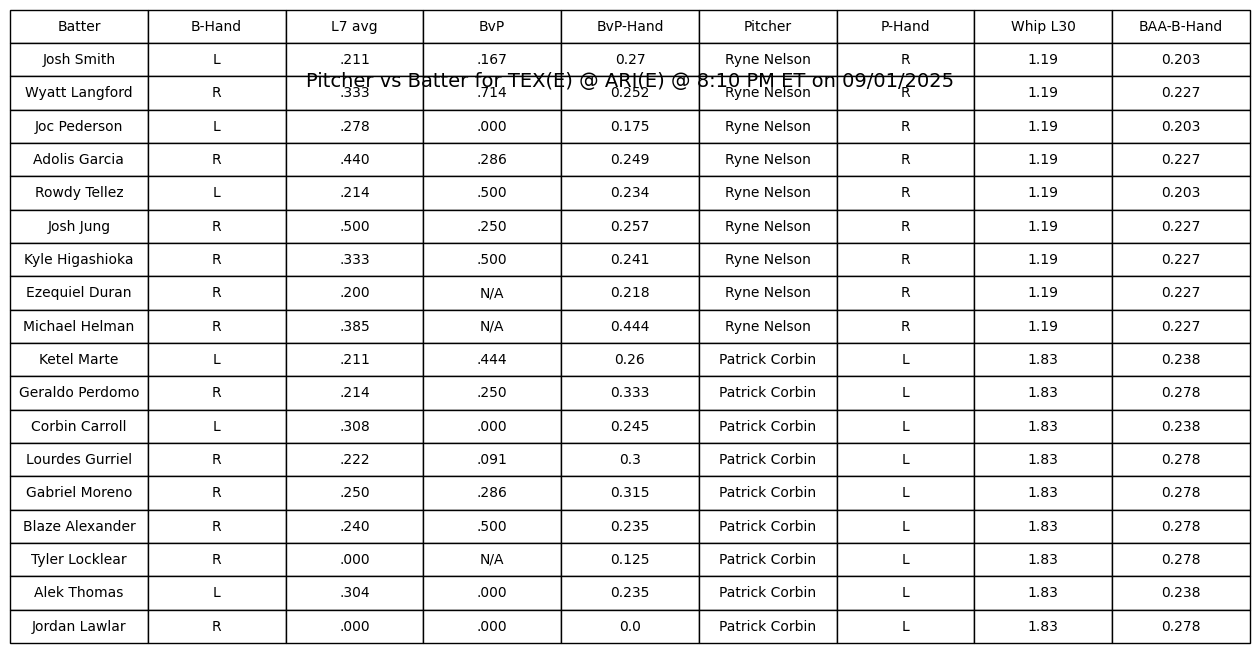 Batter B-Hand L7 avg BvP BvP-Hand Pitcher P-Hand Whip L30 BAA-B-Hand
Josh Smith L .211 .167 0.27 Ryne Nelson R 1.19 0.203
Pitcher vs Batter for TEX(E) @ ARI(E) @ 8:10 PM ET on 09/01/2025
Wyatt Langford R .333 .714 0.252 Ryne Nelson R 1.19 0.227
Joc Pederson L .278 .000 0.175 Ryne Nelson R 1.19 0.203
Adolis Garcia R .440 .286 0.249 Ryne Nelson R 1.19 0.227
Rowdy Tellez L .214 .500 0.234 Ryne Nelson R 1.19 0.203
Josh Jung R .500 .250 0.257 Ryne Nelson R 1.19 0.227
Kyle Higashioka R .333 .500 0.241 Ryne Nelson R 1.19 0.227
Ezequiel Duran R .200 N/A 0.218 Ryne Nelson R 1.19 0.227
Michael Helman R .385 N/A 0.444 Ryne Nelson R 1.19 0.227
Ketel Marte L .211 .444 0.26 Patrick Corbin L 1.83 0.238
Geraldo Perdomo R .214 .250 0.333 Patrick Corbin L 1.83 0.278
Corbin Carroll L .308 .000 0.245 Patrick Corbin L 1.83 0.238
Lourdes Gurriel R .222 .091 0.3 Patrick Corbin L 1.83 0.278
Gabriel Moreno R .250 .286 0.315 Patrick Corbin L 1.83 0.278
Blaze Alexander R .240 .500 0.235 Patrick Corbin L 1.83 0.278
Tyler Locklear R .000 N/A 0.125 Patrick Corbin L 1.83 0.278
Alek Thomas L .304 .000 0.235 Patrick Corbin L 1.83 0.238
Jordan Lawlar R .000 .000 0.0 Patrick Corbin L 1.83 0.278